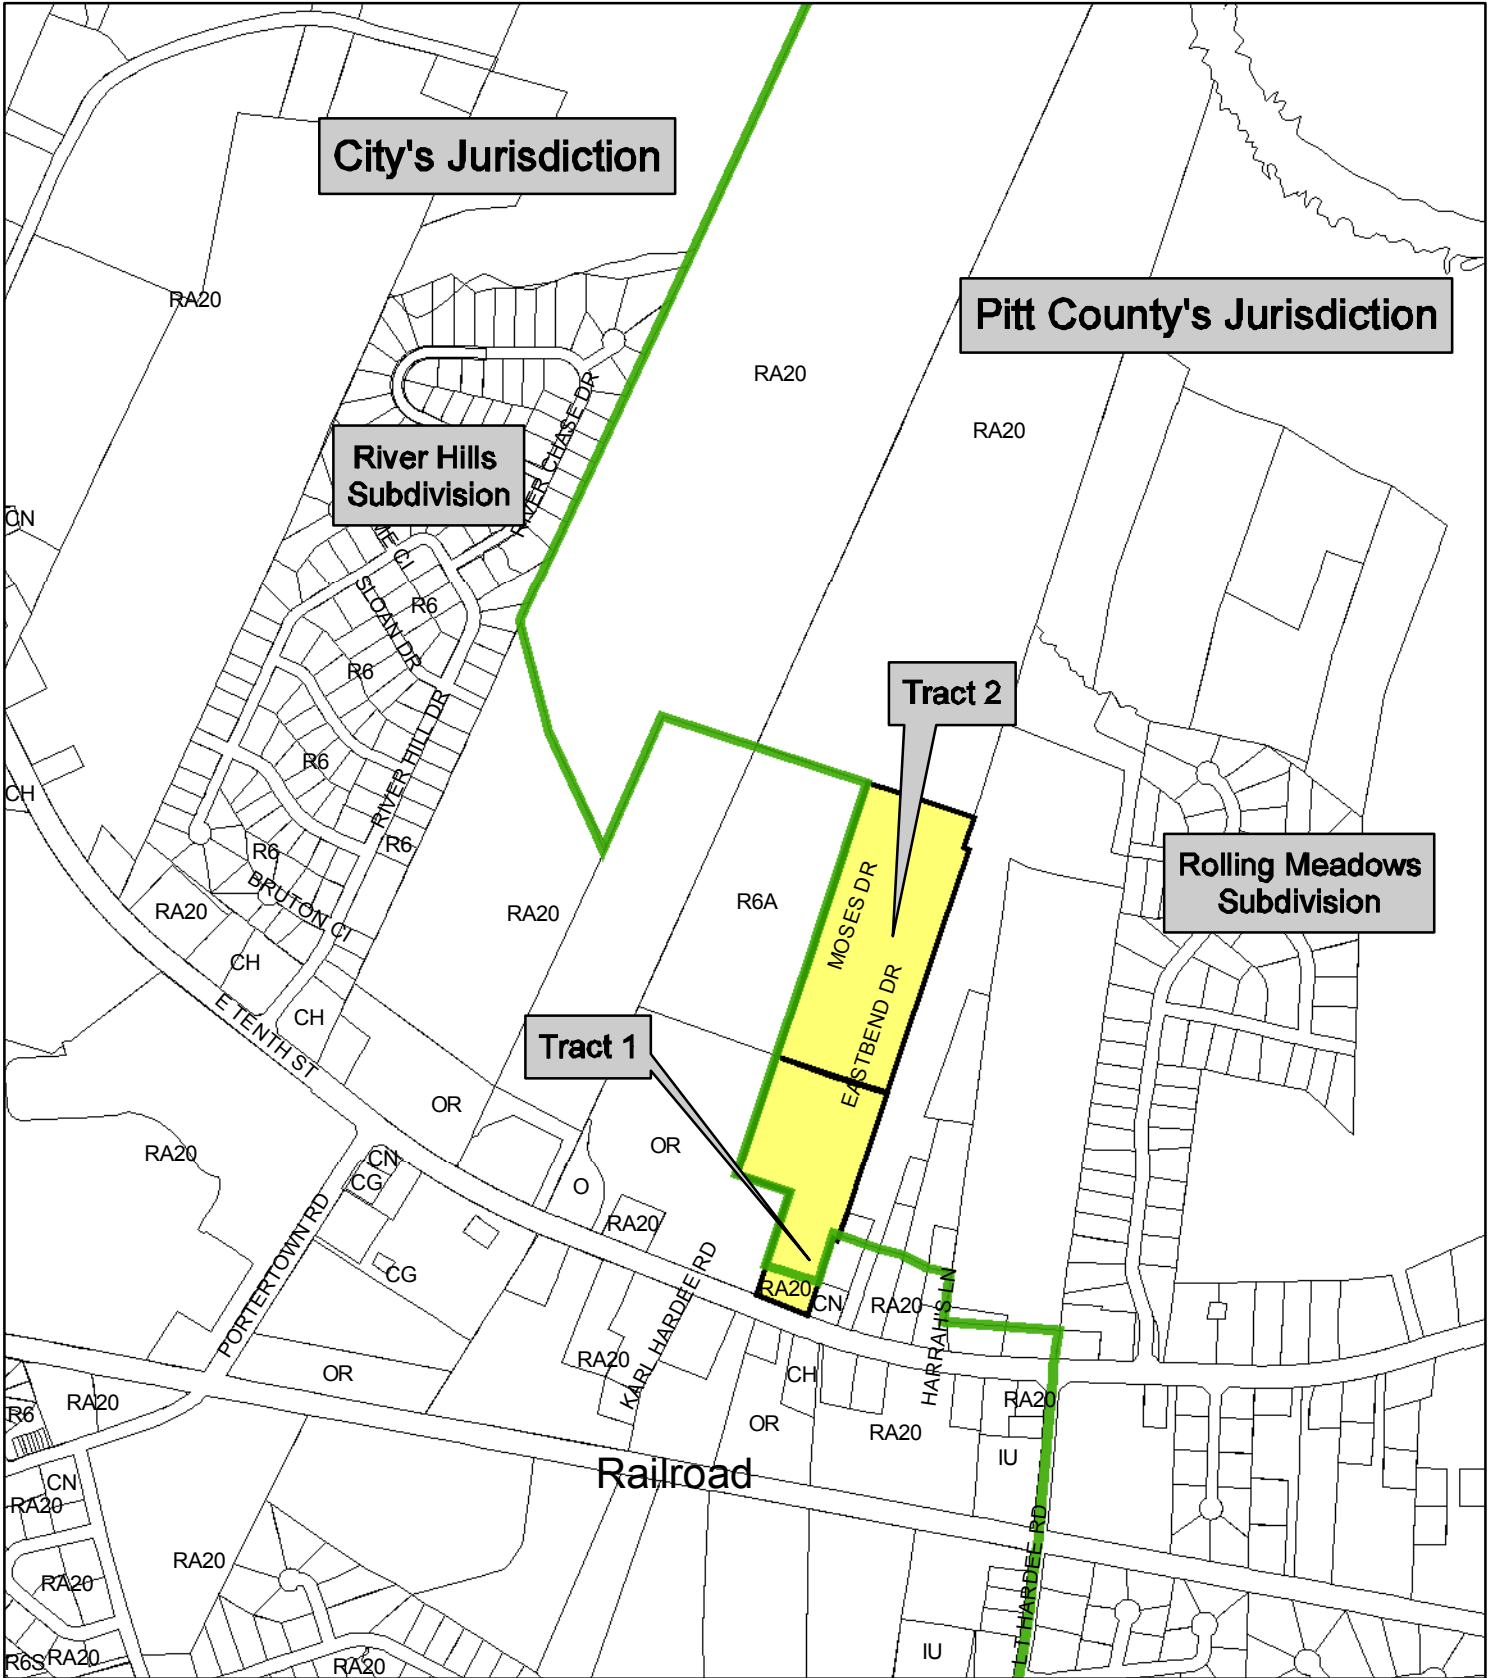 City's Jurisdiction
Pitt County's Jurisdiction
RA20
RA20
RA20
River Hills
Subdivision
RIVER CHASE DR
CN
SLOAN DR
R6
R6
Tract 2
RIVER HILL DR
R6
CH
R6
R6
Rolling Meadows
Subdivision
BRUTON CI
RA20
RA20
R6A
MOSES DR
CH
EASTBEND DR
E TENTH ST
CH
Tract 1
OR
OR
RA20
CN
CG
O
RA20
PORTERTOWN RD
CG
KARL HARDEE RD
RA20
CN
RA20
HARRAHS LN
OR
RA20
CH
RA20
RA20
R6
OR
RA20
IU
Railroad
CN
RA20
L T HARDEE RD
RA20
RA20
R6S
RA20
RA20
IU